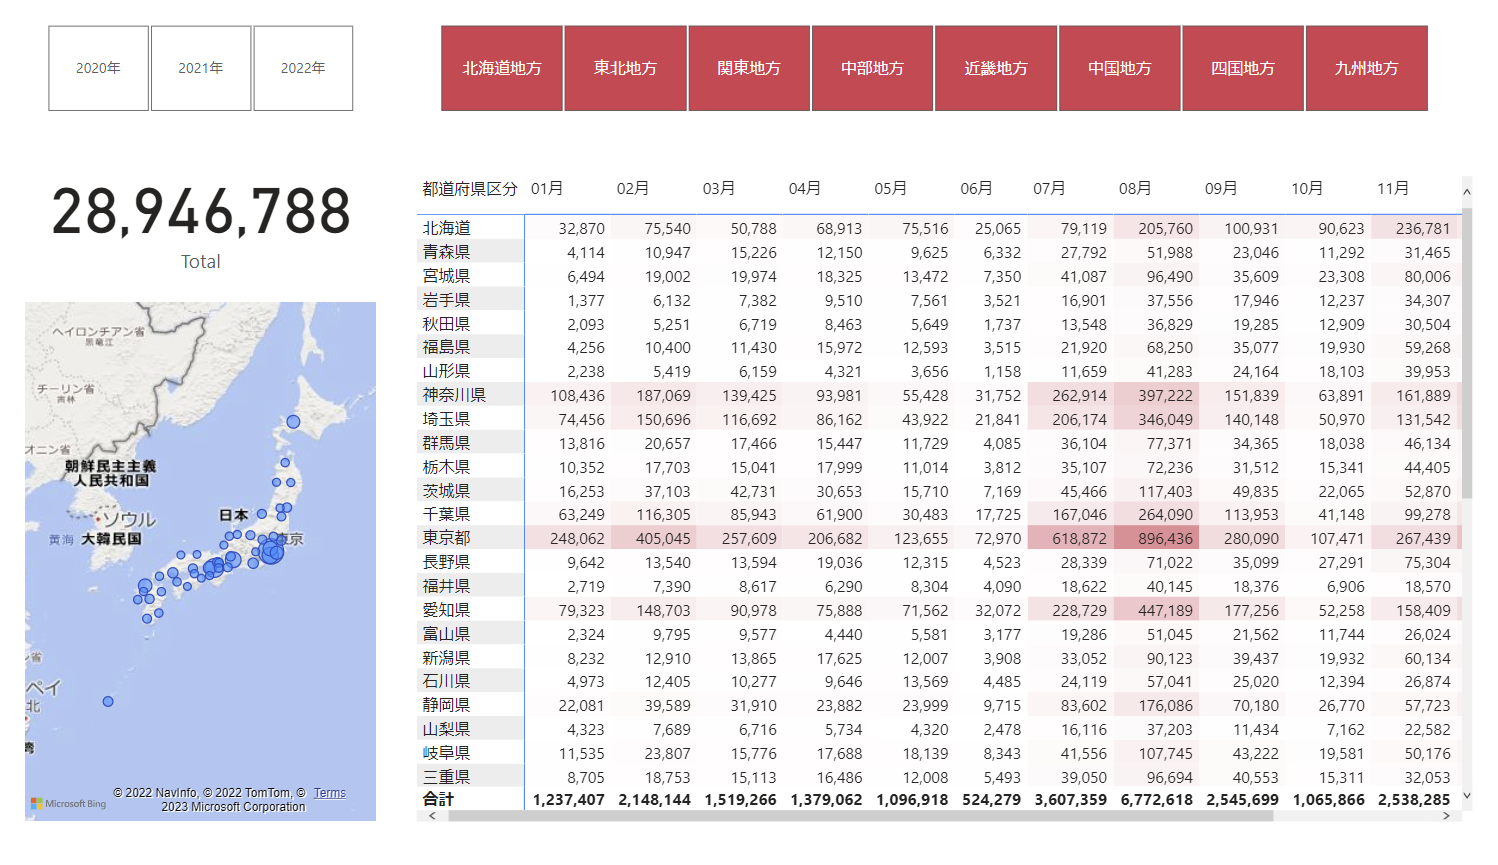 2020年 2021年 2022年
北海道地方 東北地方 関東地方 中部地方 近畿地方 中国地方 四国地方 九州地方
28,946,788
Total
ヘイロンチアン省
黒竜江
チーリン省
吉林
オニン省
朝鮮民主主義
人民共和国
ソウル
日本
黄海
大韓民国
東京
省
ペイ
北
湾
Microsoft Bing
© 2022 NavInfo, © 2022 TomTom, © Terms
2023 Microsoft Corporation
都道府県区分 01月 02月 03月 04月 05月 06月 07月 08月 09月 10月 11月
北海道 32,870 75,540 50,788 68,913 75,516 25,065 79,119 205,760 100,931 90,623 236,781
青森県 4,114 10,947 15,226 12,150 9,625 6,332 27,792 51,988 23,046 11,292 31,465
宮城県 6,494 19,002 19,974 18,325 13,472 7,350 41,087 96,490 35,609 23,308 80,006
岩手県 1,377 6,132 7,382 9,510 7,561 3,521 16,901 37,556 17,946 12,237 34,307
秋田県 2,093 5,251 6,719 8,463 5,649 1,737 13,548 36,829 19,285 12,909 30,504
福島県 4,256 10,400 11,430 15,972 12,593 3,515 21,920 68,250 35,077 19,930 59,268
山形県 2,238 5,419 6,159 4,321 3,656 1,158 11,659 41,283 24,164 18,103 39,953
神奈川県 108,436 187,069 139,425 93,981 55,428 31,752 262,914 397,222 151,839 63,891 161,889
埼玉県 74,456 150,696 116,692 86,162 43,922 21,841 206,174 346,049 140,148 50,970 131,542
群馬県 13,816 20,657 17,466 15,447 11,729 4,085 36,104 77,371 34,365 18,038 46,134
栃木県 10,352 17,703 15,041 17,999 11,014 3,812 35,107 72,236 31,512 15,341 44,405
茨城県 16,253 37,103 42,731 30,653 15,710 7,169 45,466 117,403 49,835 22,065 52,870
千葉県 63,249 116,305 85,943 61,900 30,483 17,725 167,046 264,090 113,953 41,148 99,278
東京都 248,062 405,045 257,609 206,682 123,655 72,970 618,872 896,436 280,090 107,471 267,439
長野県 9,642 13,540 13,594 19,036 12,315 4,523 28,339 71,022 35,099 27,291 75,304
福井県 2,719 7,390 8,617 6,290 8,304 4,090 18,622 40,145 18,376 6,906 18,570
愛知県 79,323 148,703 90,978 75,888 71,562 32,072 228,729 447,189 177,256 52,258 158,409
富山県 2,324 9,795 9,577 4,440 5,581 3,177 19,286 51,045 21,562 11,744 26,024
新潟県 8,232 12,910 13,865 17,625 12,007 3,908 33,052 90,123 39,437 19,932 60,134
石川県 4,973 12,405 10,277 9,646 13,569 4,485 24,119 57,041 25,020 12,394 26,874
静岡県 22,081 39,589 31,910 23,882 23,999 9,715 83,602 176,086 70,180 26,770 57,723
山梨県 4,323 7,689 6,716 5,734 4,320 2,478 16,116 37,203 11,434 7,162 22,582
岐阜県 11,535 23,807 15,776 17,688 18,139 8,343 41,556 107,745 43,222 19,581 50,176
三重県 8,705 18,753 15,113 16,486 12,008 5,493 39,050 96,694 40,553 15,311 32,053
合計 1,237,407 2,148,144 1,519,266 1,379,062 1,096,918 524,279 3,607,359 6,772,618 2,545,699 1,065,866 2,538,285